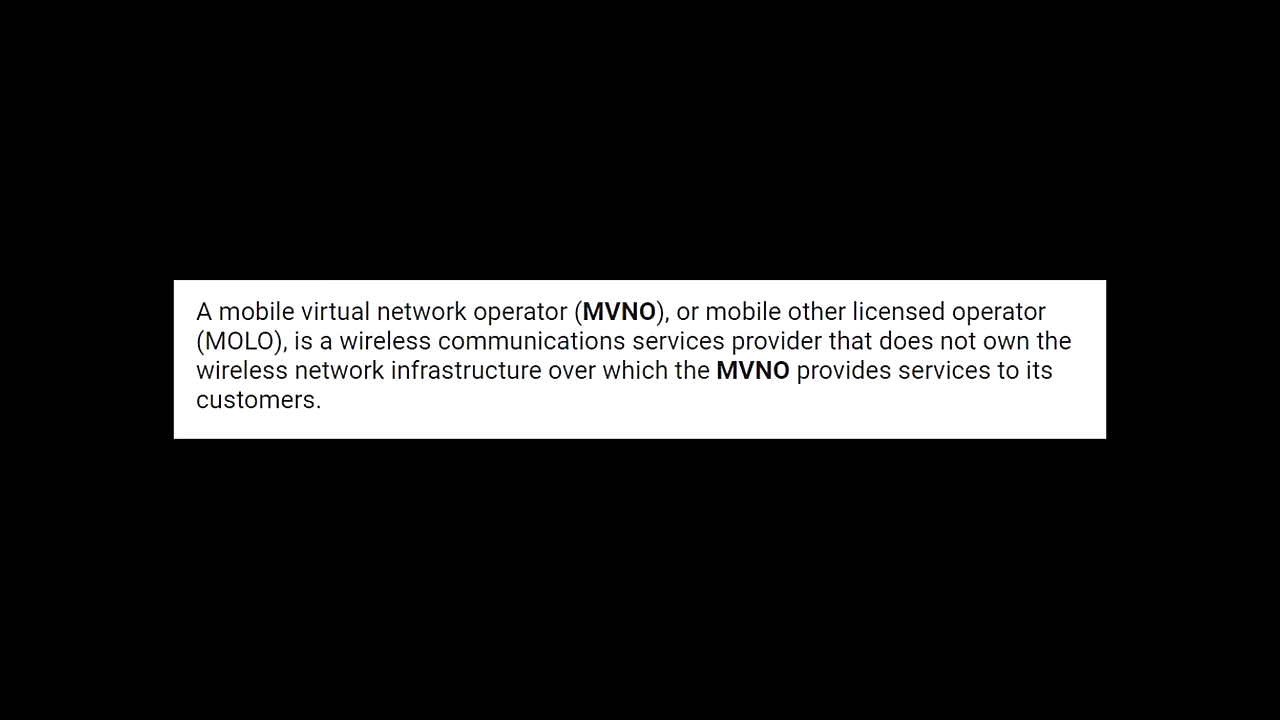 A mobile virtual network operator (MVNO), or mobile other licensed operator
(MOLO), is a wireless communications services provider that does not own the
wireless network infrastructure over which the MVNO provides services to its
customers.